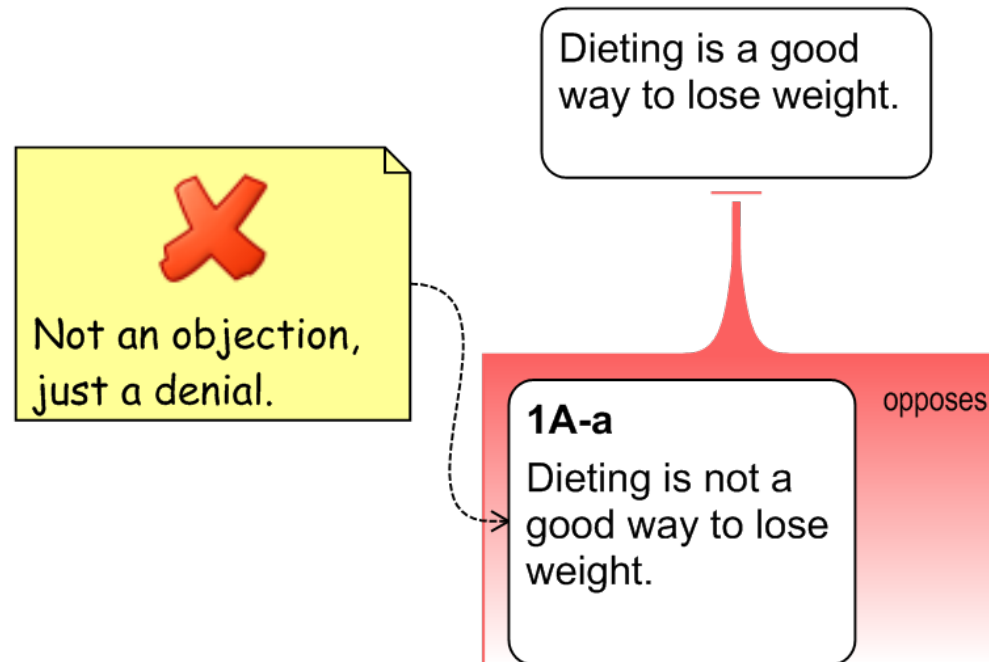 Dieting is a good
way to lose weight.
Not an objection,
just a denial.
opposes
1A-a
Dieting is not a
good way to lose
weight.